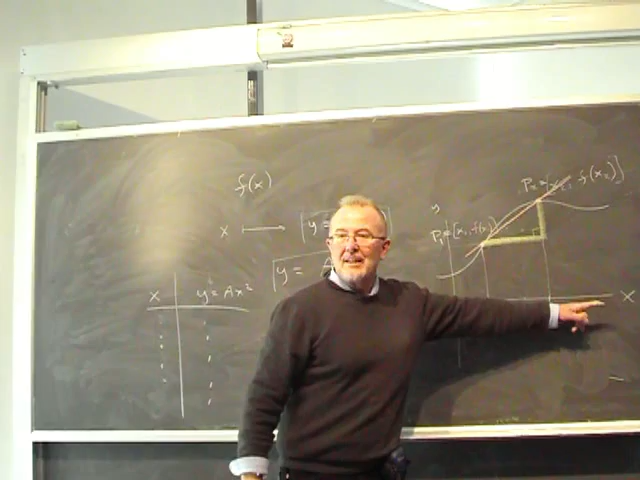 f(x)
x ⟼ y =
y = A
x | y = Ax²
y
P₁ = [x₁, f(x₁)]
P₂ = [x₂, f(x₂)]
x